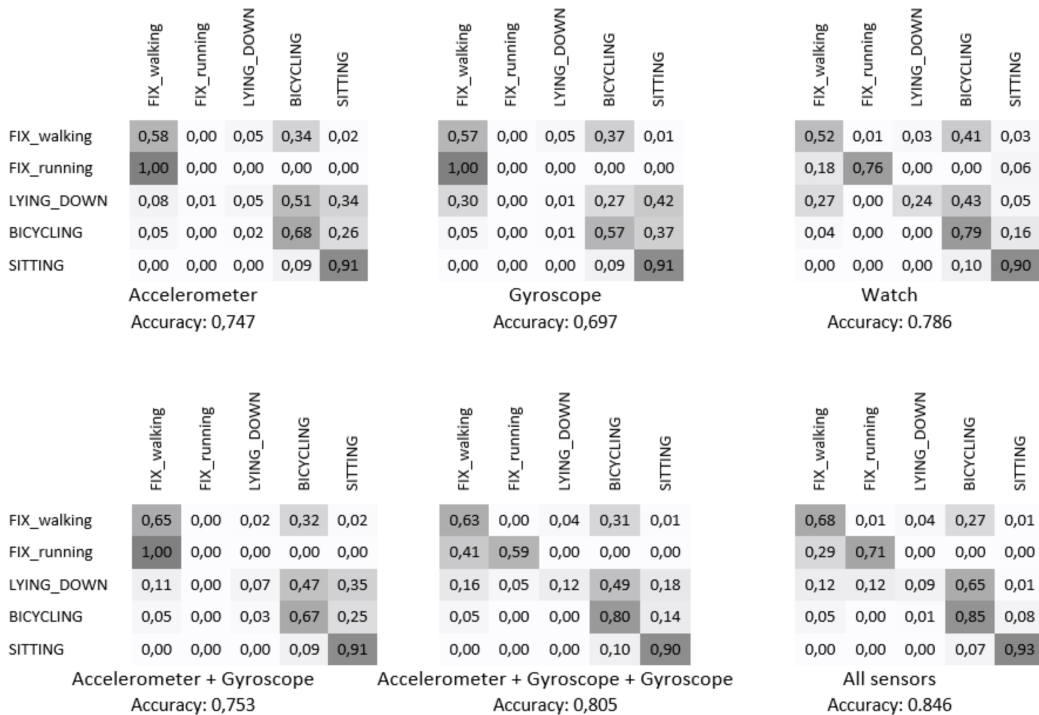 FIX_walking FIX_running LYING_DOWN BICYCLING SITTING FIX_walking FIX_running LYING_DOWN BICYCLING SITTING FIX_walking FIX_running LYING_DOWN BICYCLING SITTING
FIX_walking 0,58 0,00 0,05 0,34 0,02 0,57 0,00 0,05 0,37 0,01 0,52 0,01 0,03 0,41 0,03
FIX_running 1,00 0,00 0,00 0,00 0,00 1,00 0,00 0,00 0,00 0,00 0,18 0,76 0,00 0,00 0,06
LYING_DOWN 0,08 0,01 0,05 0,51 0,34 0,30 0,00 0,01 0,27 0,42 0,27 0,00 0,24 0,43 0,05
BICYCLING 0,05 0,00 0,02 0,68 0,26 0,05 0,00 0,01 0,57 0,37 0,04 0,00 0,00 0,79 0,16
SITTING 0,00 0,00 0,00 0,09 0,91 0,00 0,00 0,00 0,09 0,91 0,00 0,00 0,00 0,10 0,90
Accelerometer Gyroscope Watch
Accuracy: 0,747 Accuracy: 0,697 Accuracy: 0.786
FIX_walking FIX_running LYING_DOWN BICYCLING SITTING FIX_walking FIX_running LYING_DOWN BICYCLING SITTING FIX_walking FIX_running LYING_DOWN BICYCLING SITTING
FIX_walking 0,65 0,00 0,02 0,32 0,02 0,63 0,00 0,04 0,31 0,01 0,68 0,01 0,04 0,27 0,01
FIX_running 1,00 0,00 0,00 0,00 0,00 0,41 0,59 0,00 0,00 0,00 0,29 0,71 0,00 0,00 0,00
LYING_DOWN 0,11 0,00 0,07 0,47 0,35 0,16 0,05 0,12 0,49 0,18 0,12 0,12 0,09 0,65 0,01
BICYCLING 0,05 0,00 0,03 0,67 0,25 0,05 0,00 0,00 0,80 0,14 0,05 0,00 0,01 0,85 0,08
SITTING 0,00 0,00 0,00 0,09 0,91 0,00 0,00 0,00 0,10 0,90 0,00 0,00 0,00 0,07 0,93
Accelerometer + Gyroscope Accelerometer + Gyroscope + Gyroscope All sensors
Accuracy: 0,753 Accuracy: 0,805 Accuracy: 0.846